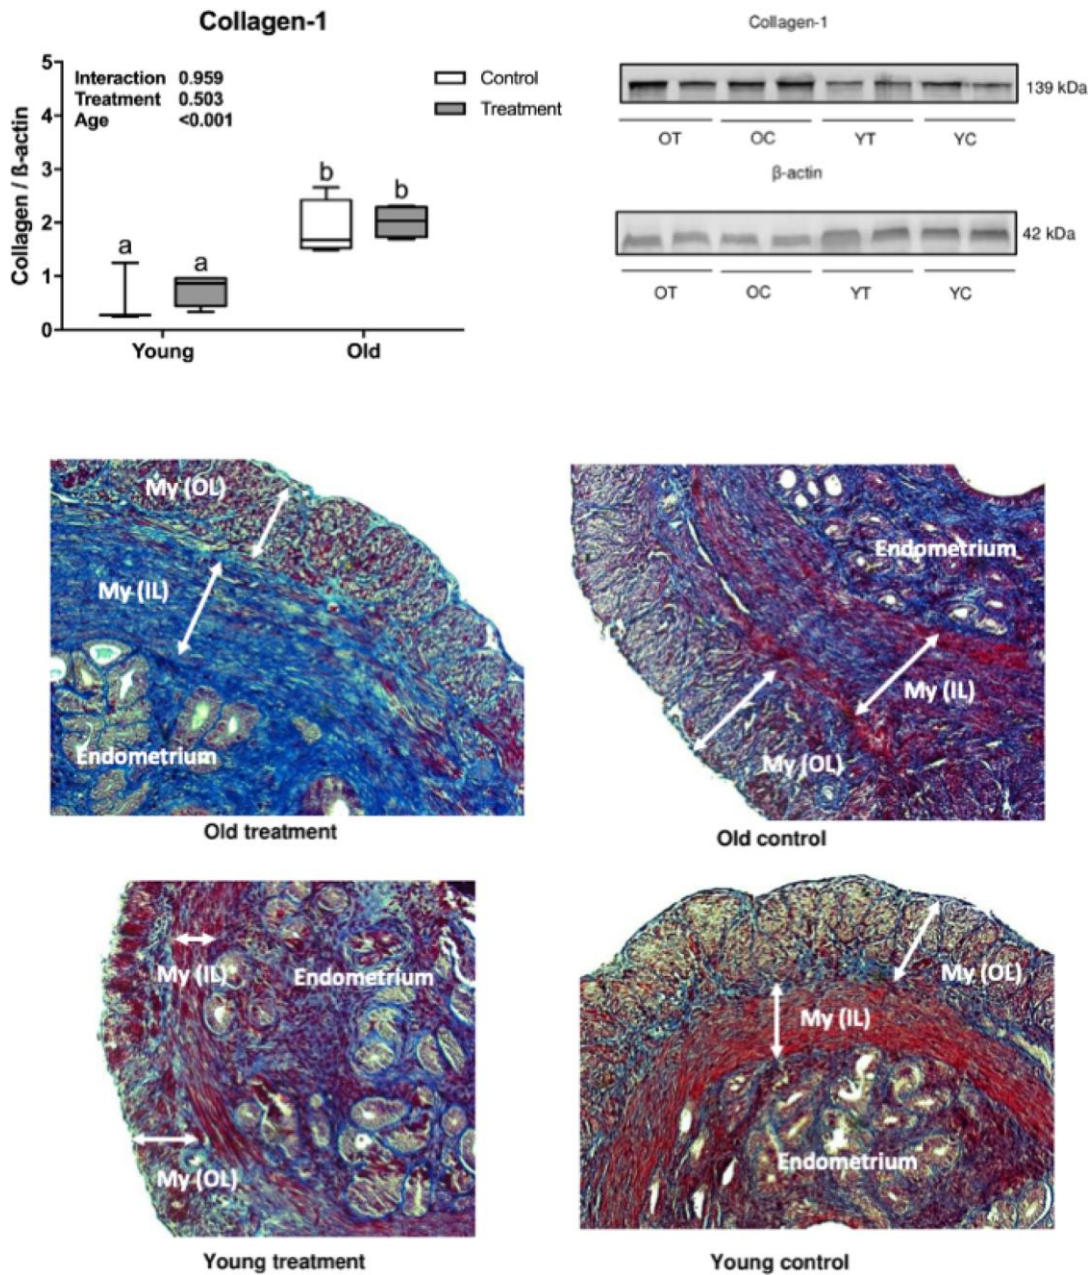 Collagen-1
5
4
3
2
1
0
Collagen / ß-actin
Interaction 0.959
Treatment 0.503
Age <0.001
Control
Treatment
a
a
b
b
Young
Old
Collagen-1
139 kDa
OT
OC
YT
YC
β-actin
42 kDa
OT
OC
YT
YC
My (OL)
My (IL)
Endometrium
Old treatment
Endometrium
My (IL)
My (OL)
Old control
My (IL)
Endometrium
My (OL)
Young treatment
My (OL)
My (IL)
Endometrium
Young control